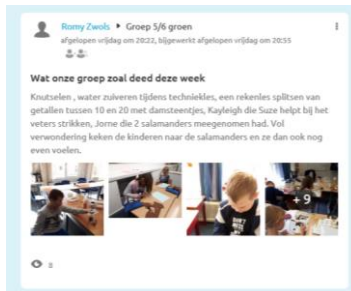 Romy Zwols ▸ Groep 5/6 groen
afgelopen vrijdag om 20:22, bijgewerkt afgelopen vrijdag om 20:55
Wat onze groep zoal deed deze week
Knutselen , water zuiveren tijdens techniekles, een rekenles splitsen van
getallen tussen 10 en 20 met damsteentjes, Kayleigh die Suze helpt bij het
veters strikken, Jorne die 2 salamanders meegenomen had. Vol
verwondering keken de kinderen naar de salamanders en ze dan ook nog
even voelen.
+ 9